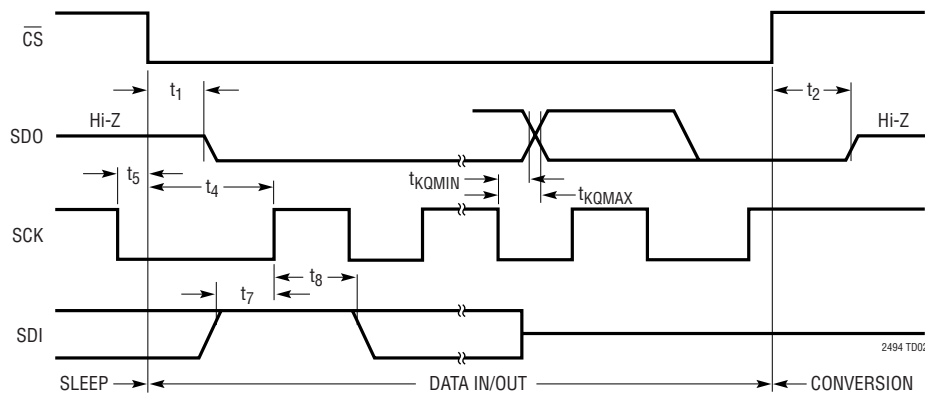 CS
t1
t2
Hi-Z
Hi-Z
SDO
t5
t4
tKQMIN
tKQMAX
SCK
t8
t7
SDI
2494 TD02
SLEEP
DATA IN/OUT
CONVERSION